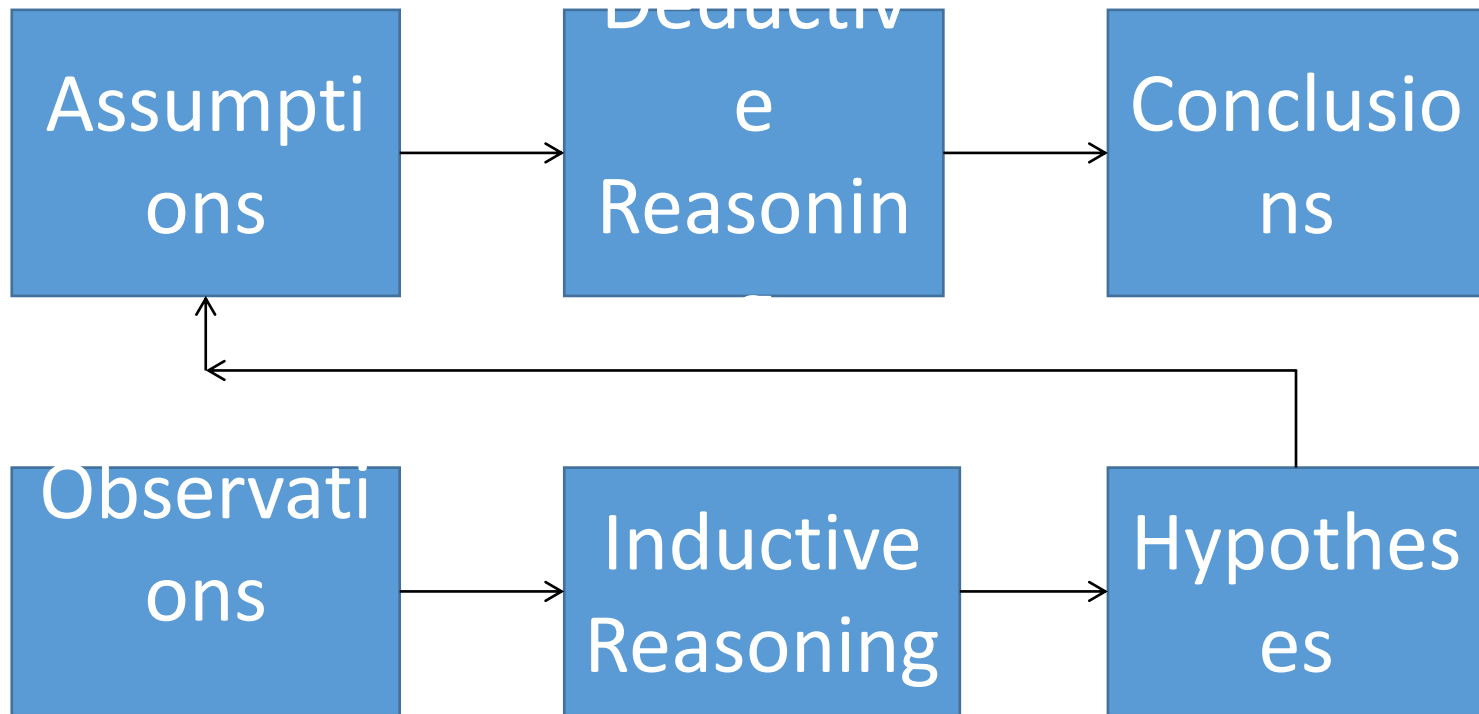 Assumpti
ons
Deductiv
e
Reasonin
g
Conclusio
ns
Observati
ons
Inductive
Reasoning
Hypothes
es